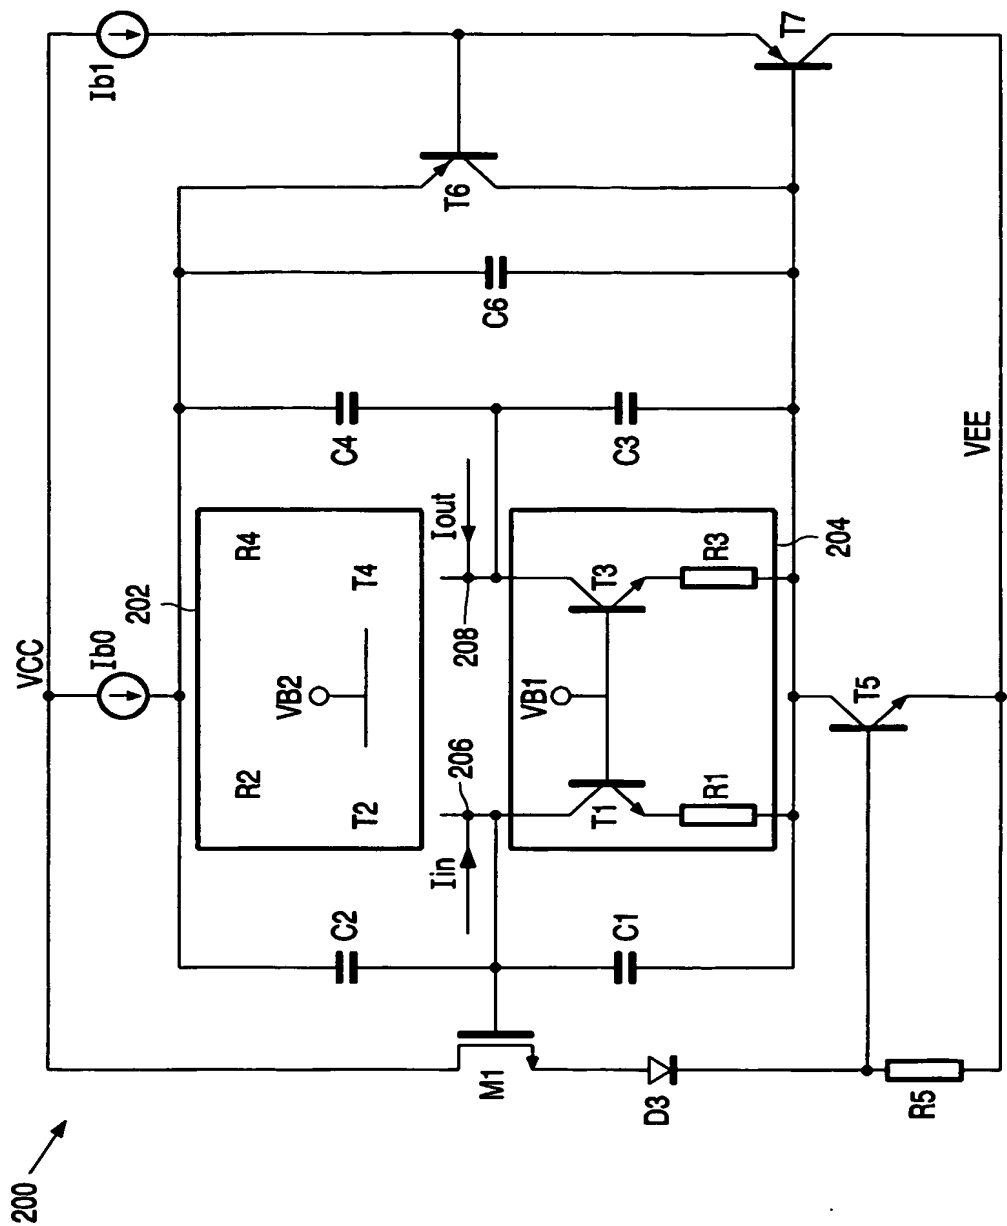 200
VCC
Ib0
Ib1
202
R2
R4
VB2
T2
T4
C2
C4
C6
T6
T7
Iin
206
208
Iout
M1
VB1
T1
T3
R1
R3
C1
C3
204
D3
T5
R5
VEE